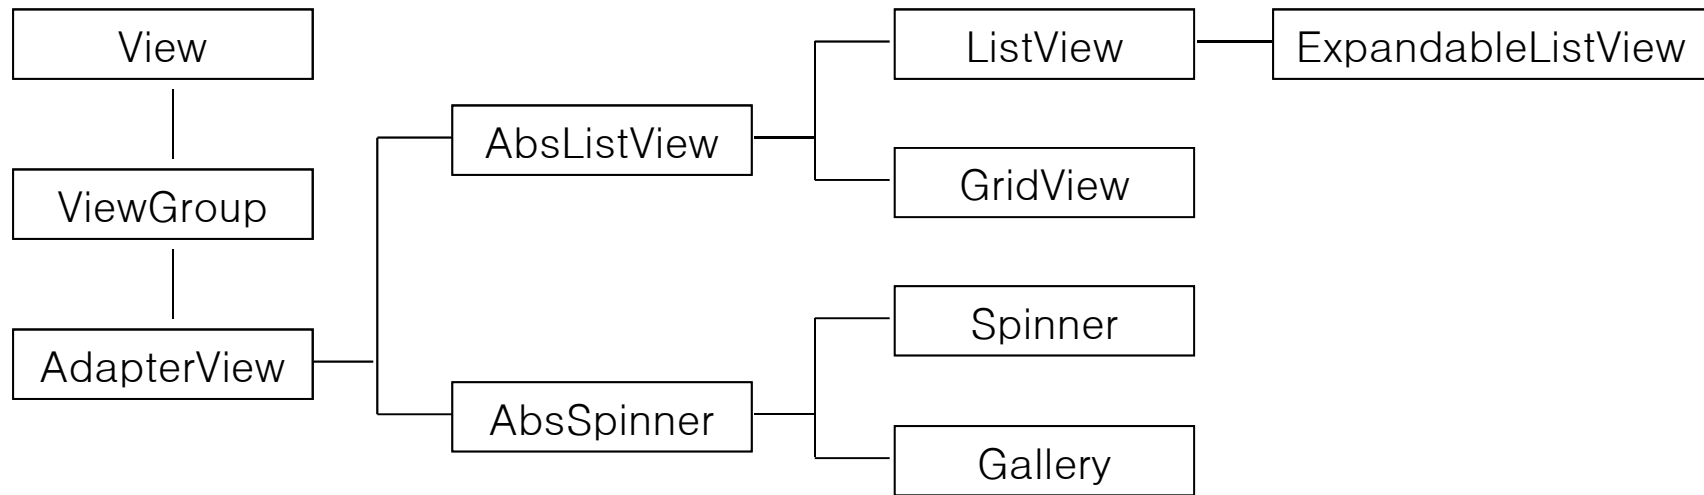 View
ViewGroup
AdapterView
AbsListView
AbsSpinner
ListView
GridView
Spinner
Gallery
ExpandableListView